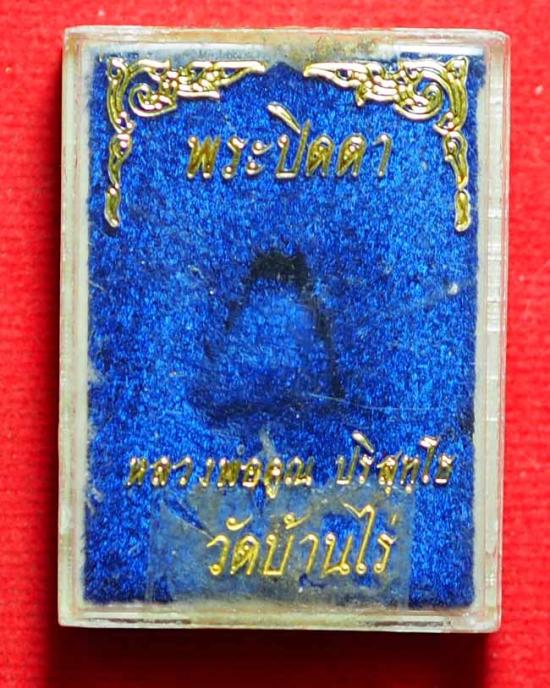 พระปิดตา
หลวงพ่อคูณ ปริสุทฺโธ
วัดบ้านไร่